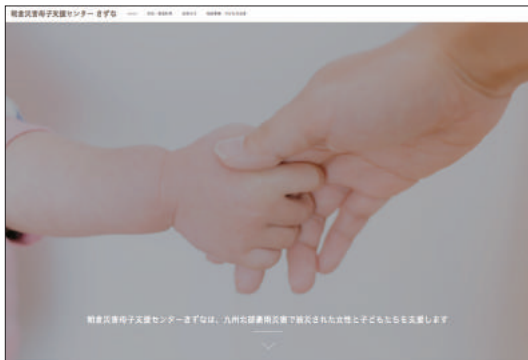 朝倉災害母子支援センター きずな
朝倉災害母子支援センターきずなは、九州北部豪雨災害で被災された女性と子どもたちを支援します